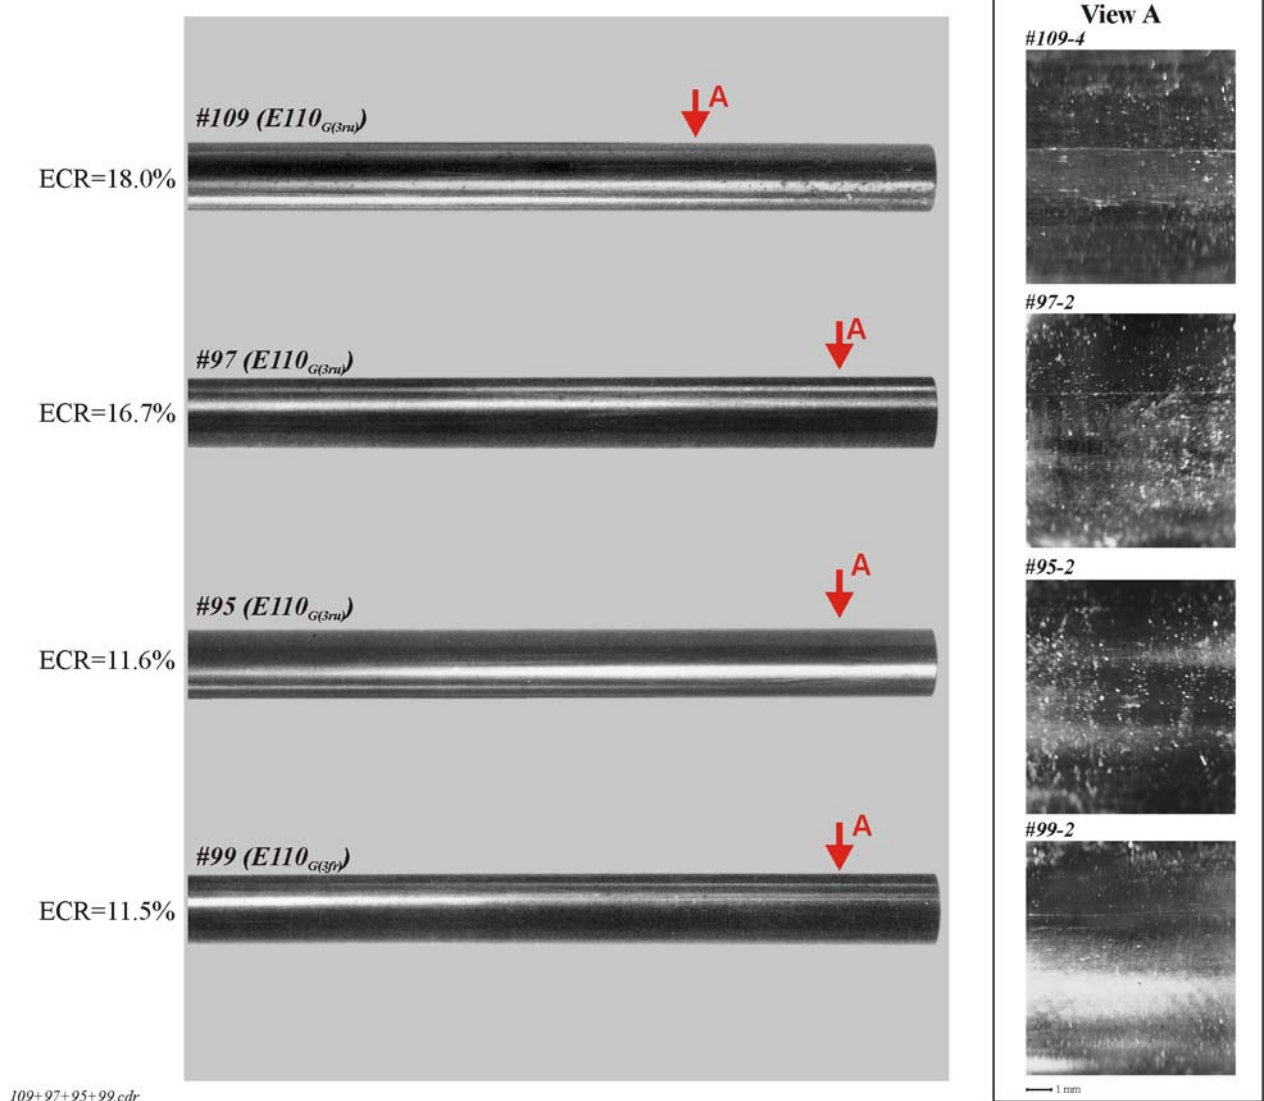 #109 (E110G(3ru))
A
ECR=18.0%
#97 (E110G(3ru))
A
ECR=16.7%
#95 (E110G(3ru))
A
ECR=11.6%
#99 (E110G(3fr))
A
ECR=11.5%
109+97+95+99.cdr
View A
#109-4
#97-2
#95-2
#99-2
1 mm